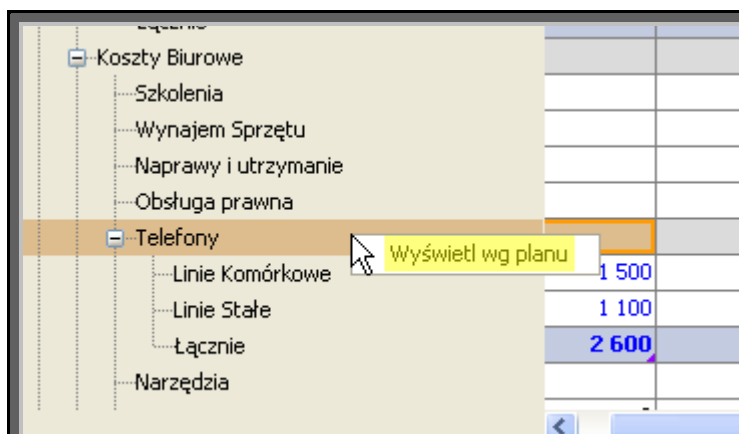 Łącznie
Koszty Biurowe
Szkolenia
Wynajem Sprzętu
Naprawy i utrzymanie
Obsługa prawna
Telefony
Wyświetl wg planu
Linie Komórkowe 1 500
Linie Stałe 1 100
Łącznie 2 600
Narzędzia